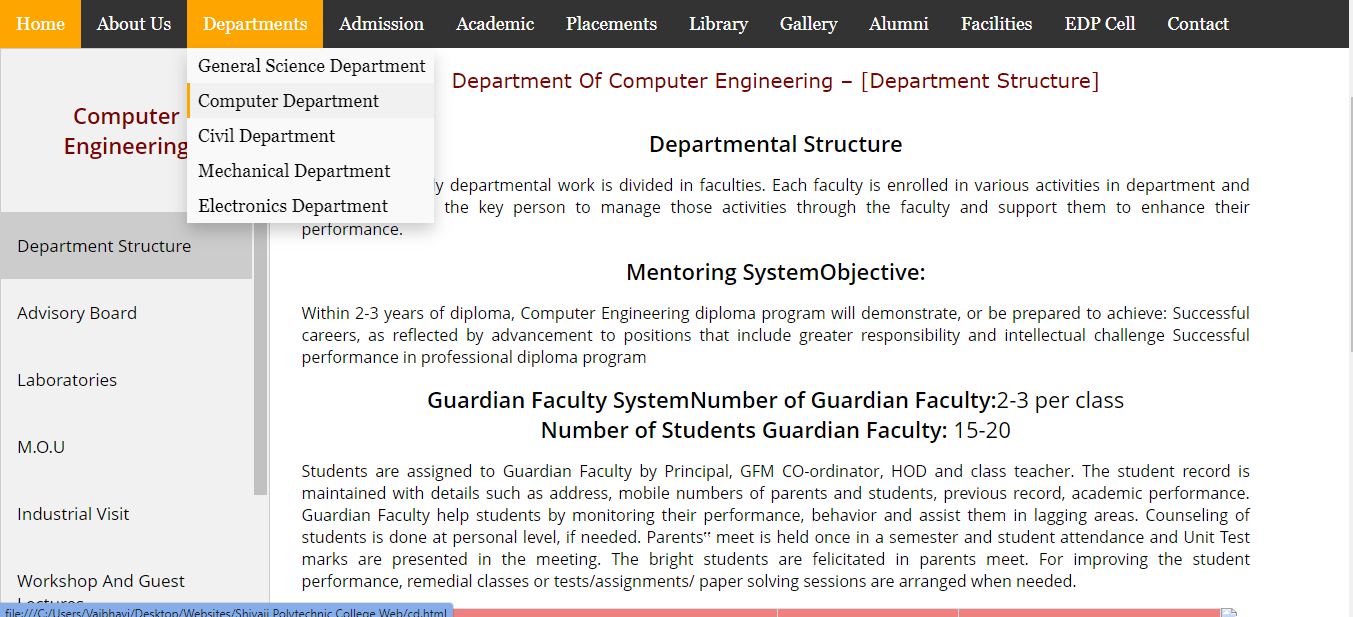 Home About Us Departments Admission Academic Placements Library Gallery Alumni Facilities EDP Cell Contact
General Science Department
Computer Department
Civil Department
Mechanical Department
Electronics Department
Computer
Engineering
Department Structure
Advisory Board
Laboratories
M.O.U
Industrial Visit
Workshop And Guest
Lectures
Department Of Computer Engineering – [Department Structure]
Departmental Structure
departmental work is divided in faculties. Each faculty is enrolled in various activities in department and
the key person to manage those activities through the faculty and support them to enhance their
performance.
Mentoring SystemObjective:
Within 2-3 years of diploma, Computer Engineering diploma program will demonstrate, or be prepared to achieve: Successful
careers, as reflected by advancement to positions that include greater responsibility and intellectual challenge Successful
performance in professional diploma program
Guardian Faculty SystemNumber of Guardian Faculty:2-3 per class
Number of Students Guardian Faculty: 15-20
Students are assigned to Guardian Faculty by Principal, GFM CO-ordinator, HOD and class teacher. The student record is
maintained with details such as address, mobile numbers of parents and students, previous record, academic performance.
Guardian Faculty help students by monitoring their performance, behavior and assist them in lagging areas. Counseling of
students is done at personal level, if needed. Parents‟ meet is held once in a semester and student attendance and Unit Test
marks are presented in the meeting. The bright students are felicitated in parents meet. For improving the student
performance, remedial classes or tests/assignments/ paper solving sessions are arranged when needed.
file:///C:/Users/Vaibhavi/Desktop/Websites/Shivaji Polytechnic College Web/cd.html